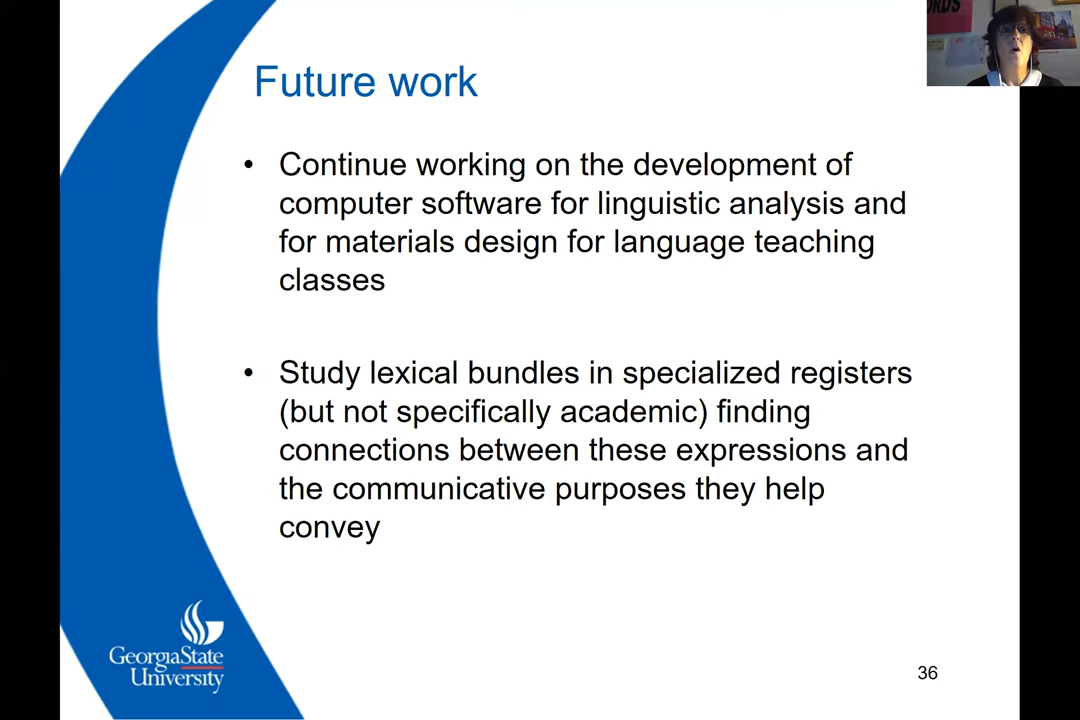 ORDS
Future work
• Continue working on the development of
computer software for linguistic analysis and
for materials design for language teaching
classes
• Study lexical bundles in specialized registers
(but not specifically academic) finding
connections between these expressions and
the communicative purposes they help
convey
GeorgiaState
University
36